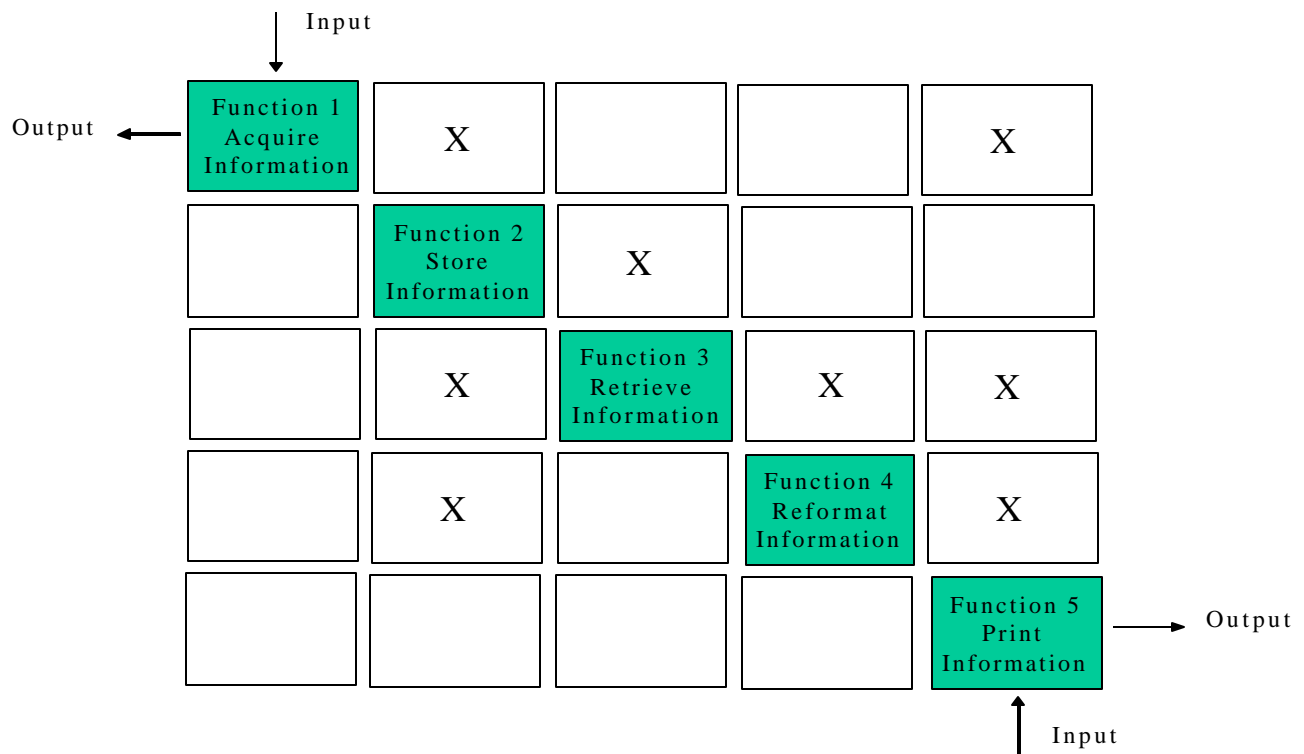 Input
Output
Function 1
Acquire
Information
X
X
Function 2
Store
Information
X
X
Function 3
Retrieve
Information
X
X
X
Function 4
Reformat
Information
X
Function 5
Print
Information
Output
Input